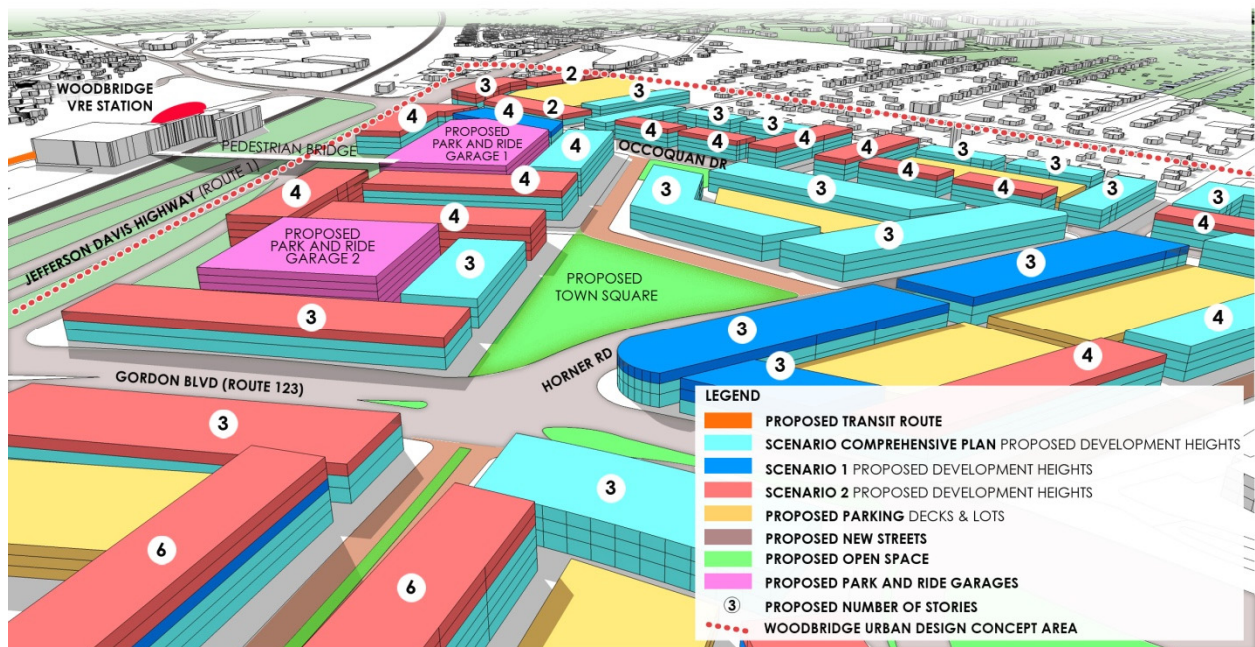 WOODBRIDGE
VRE STATION
2
3
3
4
2
3
4
PROPOSED
PARK AND RIDE
GARAGE 1
PEDESTRIAN BRIDGE
4
OCCOQUAN DR
4
4
4
3
4
3
4
3
4
4
4
3
3
4
4
3
3
JEFFERSON DAVIS HIGHWAY (ROUTE 1)
PROPOSED
PARK AND RIDE
GARAGE 2
3
PROPOSED
TOWN SQUARE
3
3
3
4
3
4
HORNER RD
GORDON BLVD (ROUTE 123)
3
3
6
6
LEGEND
PROPOSED TRANSIT ROUTE
SCENARIO COMPREHENSIVE PLAN PROPOSED DEVELOPMENT HEIGHTS
SCENARIO 1 PROPOSED DEVELOPMENT HEIGHTS
SCENARIO 2 PROPOSED DEVELOPMENT HEIGHTS
PROPOSED PARKING DECKS & LOTS
PROPOSED NEW STREETS
PROPOSED OPEN SPACE
PROPOSED PARK AND RIDE GARAGES
3 PROPOSED NUMBER OF STORIES
WOODBRIDGE URBAN DESIGN CONCEPT AREA